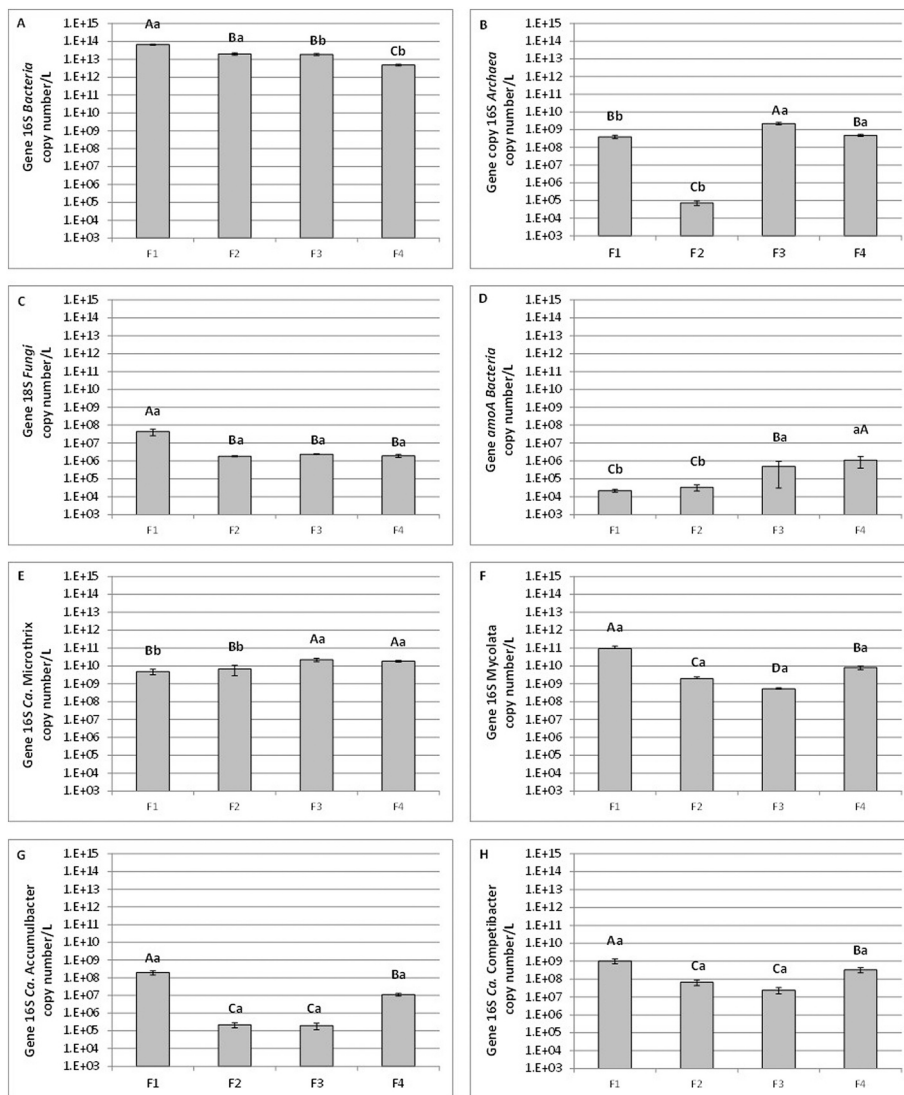 A
Gene 16S Bacteria
copy number/L
1.E+15
1.E+14
1.E+13
1.E+12
1.E+11
1.E+10
1.E+09
1.E+08
1.E+07
1.E+06
1.E+05
1.E+04
1.E+03
Aa
Ba
Bb
Cb
F1 F2 F3 F4
B
Gene copy 16S Archaea
copy number/L
1.E+15
1.E+14
1.E+13
1.E+12
1.E+11
1.E+10
1.E+09
1.E+08
1.E+07
1.E+06
1.E+05
1.E+04
1.E+03
Bb
Cb
Aa
Ba
F1 F2 F3 F4
C
Gene 18S Fungi
copy number/L
1.E+15
1.E+14
1.E+13
1.E+12
1.E+11
1.E+10
1.E+09
1.E+08
1.E+07
1.E+06
1.E+05
1.E+04
1.E+03
Aa
Ba
Ba
Ba
F1 F2 F3 F4
D
Gene amoA Bacteria
copy number/L
1.E+15
1.E+14
1.E+13
1.E+12
1.E+11
1.E+10
1.E+09
1.E+08
1.E+07
1.E+06
1.E+05
1.E+04
1.E+03
Cb
Cb
Ba
aA
F1 F2 F3 F4
E
Gene 16S Ca. Microthrix
copy number/L
1.E+15
1.E+14
1.E+13
1.E+12
1.E+11
1.E+10
1.E+09
1.E+08
1.E+07
1.E+06
1.E+05
1.E+04
1.E+03
Bb
Bb
Aa
Aa
F1 F2 F3 F4
F
Gene 16S Mycolata
copy number/L
1.E+15
1.E+14
1.E+13
1.E+12
1.E+11
1.E+10
1.E+09
1.E+08
1.E+07
1.E+06
1.E+05
1.E+04
1.E+03
Aa
Ca
Da
Ba
F1 F2 F3 F4
G
Gene 16S Ca. Accumulbacter
copy number/L
1.E+15
1.E+14
1.E+13
1.E+12
1.E+11
1.E+10
1.E+09
1.E+08
1.E+07
1.E+06
1.E+05
1.E+04
1.E+03
Aa
Ca
Ca
Ba
F1 F2 F3 F4
H
Gene 16S Ca. Competibacter
copy number/L
1.E+15
1.E+14
1.E+13
1.E+12
1.E+11
1.E+10
1.E+09
1.E+08
1.E+07
1.E+06
1.E+05
1.E+04
1.E+03
Aa
Ca
Ca
Ba
F1 F2 F3 F4